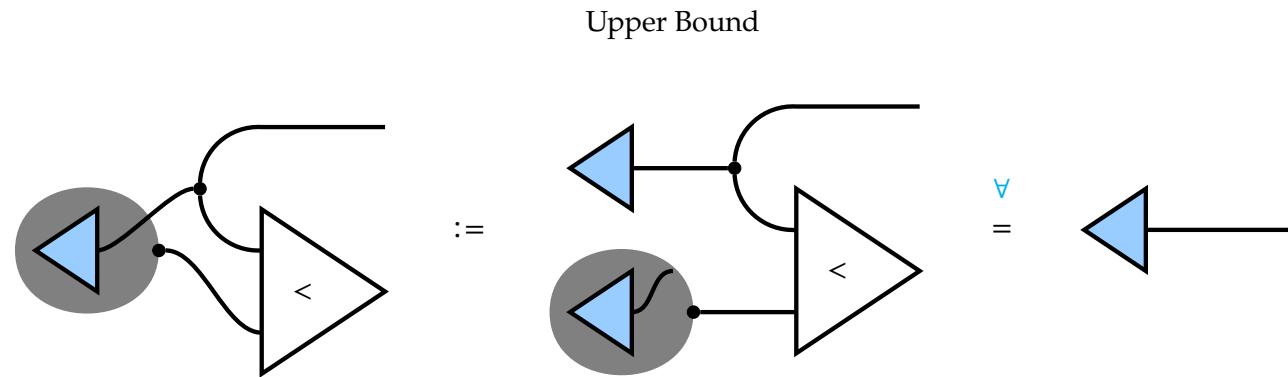 Upper Bound
∀
< := < =